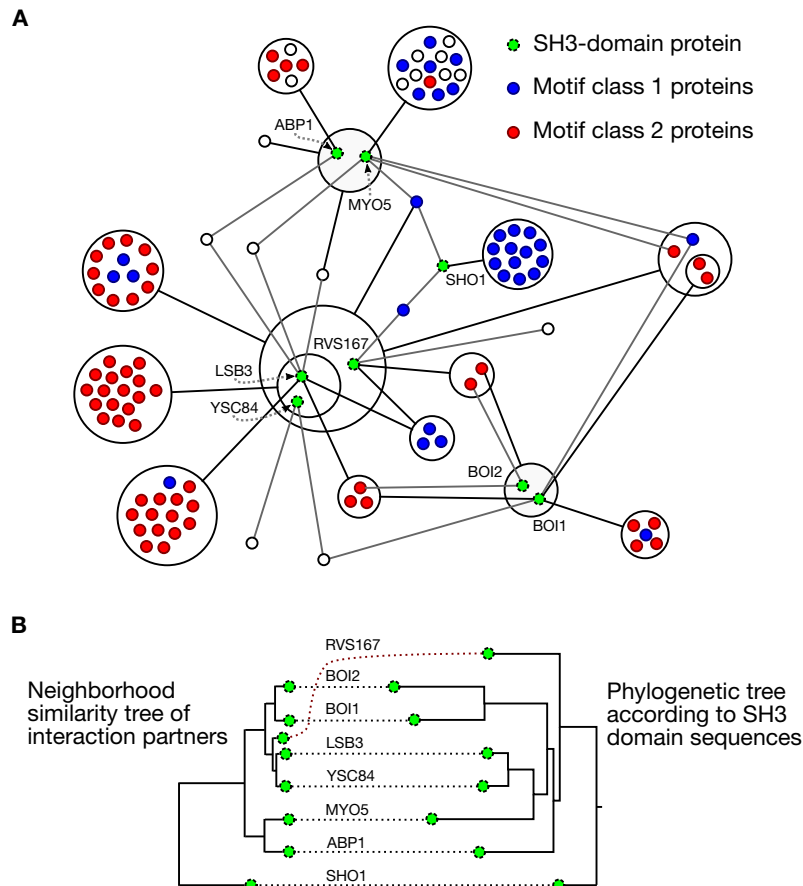 A
SH3-domain protein
Motif class 1 proteins
Motif class 2 proteins
ABP1
MYO5
SHO1
RVS167
LSB3
YSC84
BOI2
BOI1
B
RVS167
BOI2
BOI1
LSB3
YSC84
MYO5
ABP1
SHO1
Neighborhood
similarity tree of
interaction partners
Phylogenetic tree
according to SH3
domain sequences